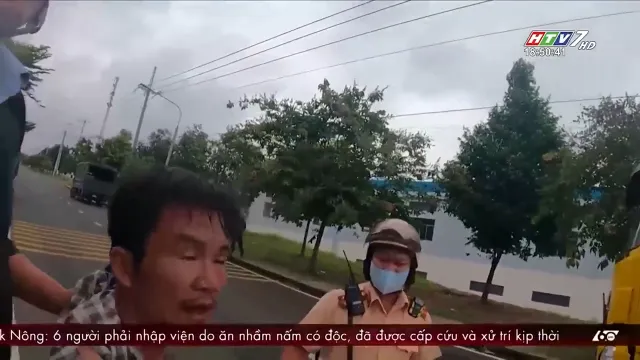 HTV7 HD
18:50:41
k Nông: 6 người phải nhập viện do ăn nhầm nấm có độc, đã được cấp cứu và xử trí kịp thời